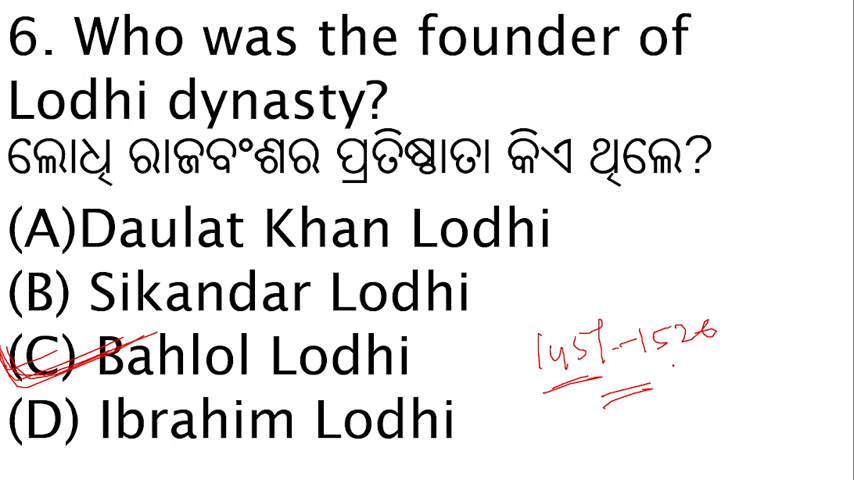 6. Who was the founder of
Lodhi dynasty?
ଲୋଧି ରାଜବଂଶର ପ୍ରତିଷ୍ଠାତା କିଏ ଥିଲେ?
(A)Daulat Khan Lodhi
(B) Sikandar Lodhi
(C) Bahlol Lodhi
1451-1526
(D) Ibrahim Lodhi